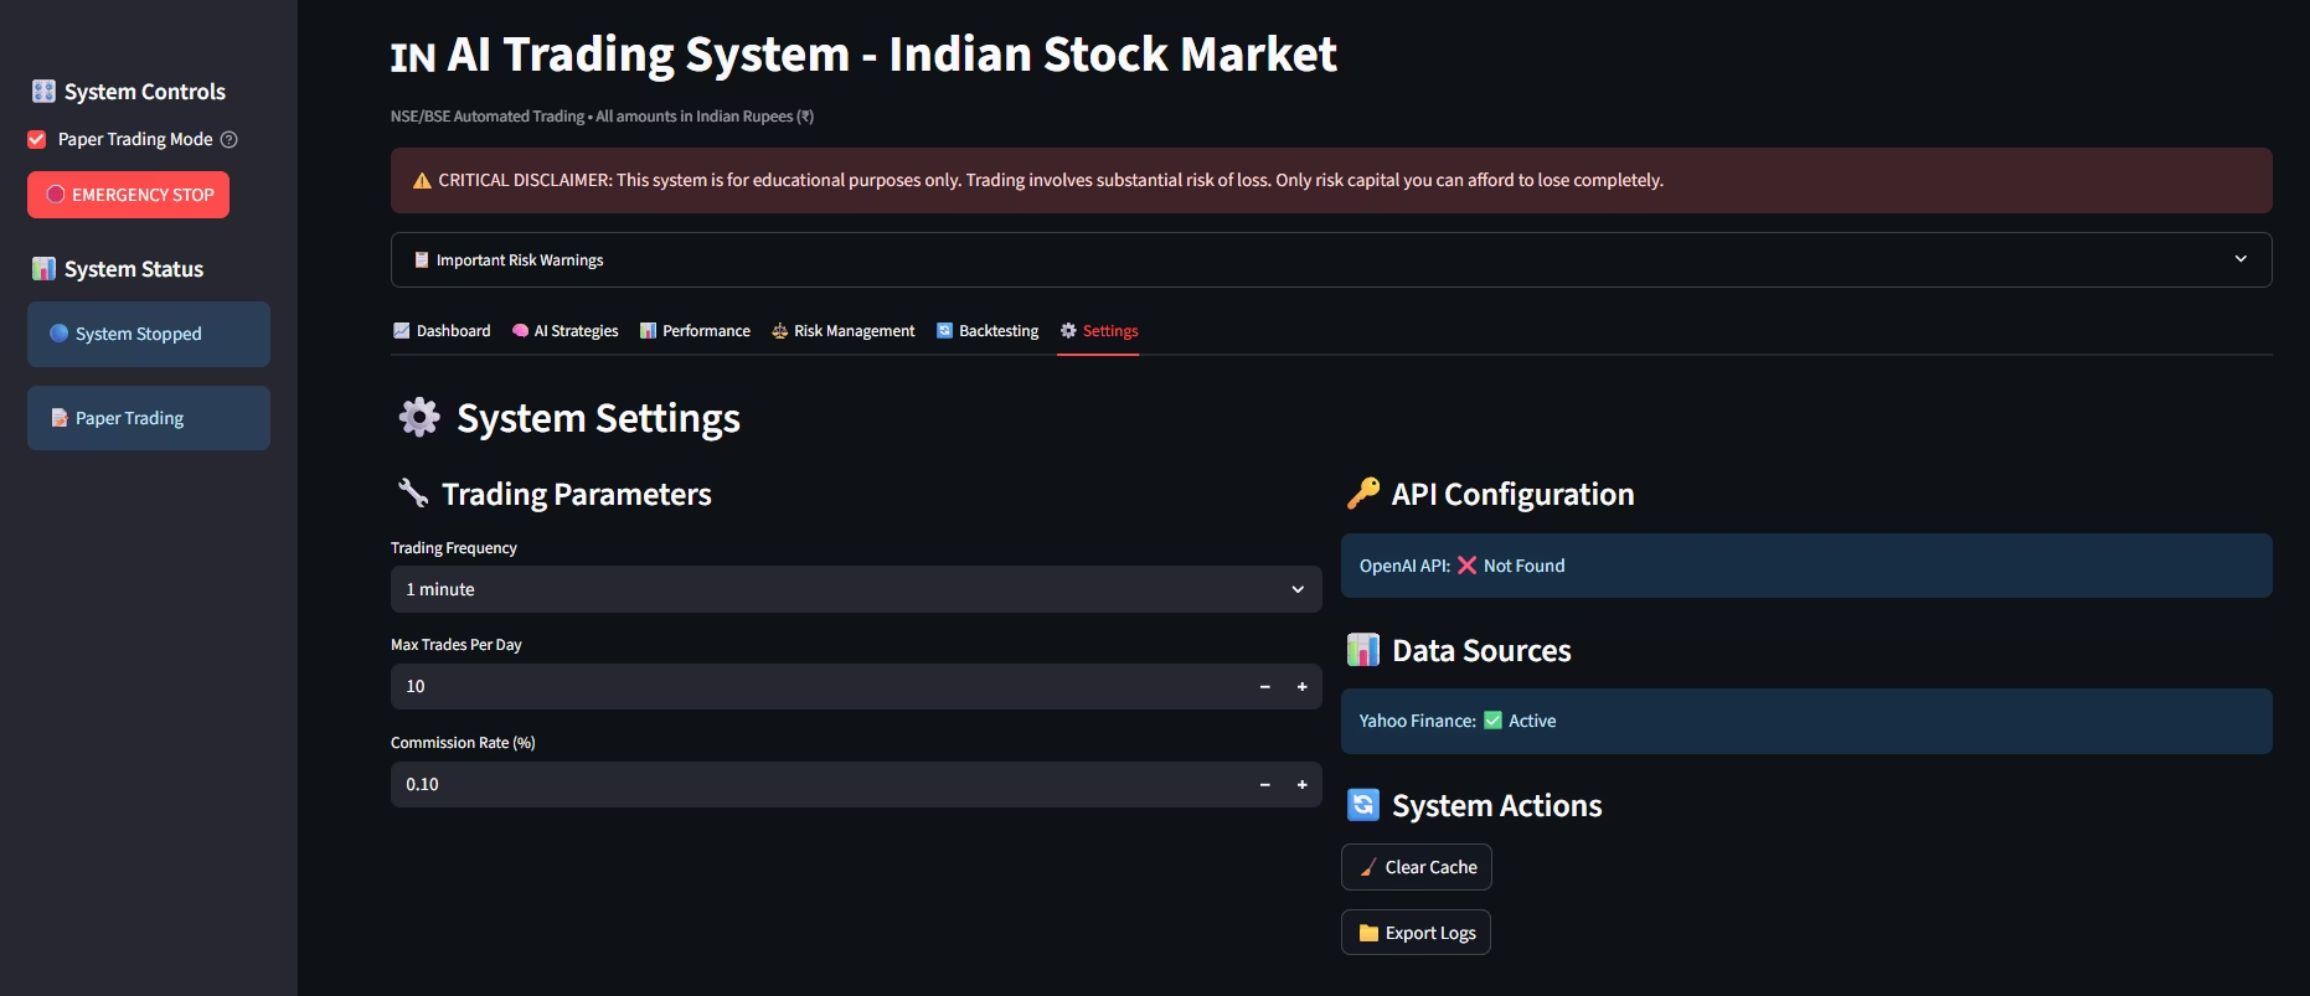 System Controls
Paper Trading Mode
EMERGENCY STOP
System Status
System Stopped
Paper Trading
IN AI Trading System - Indian Stock Market
NSE/BSE Automated Trading • All amounts in Indian Rupees (₹)
CRITICAL DISCLAIMER: This system is for educational purposes only. Trading involves substantial risk of loss. Only risk capital you can afford to lose completely.
Important Risk Warnings
Dashboard AI Strategies Performance Risk Management Backtesting Settings
System Settings
Trading Parameters
Trading Frequency
1 minute
Max Trades Per Day
10
Commission Rate (%)
0.10
API Configuration
OpenAI API: ❌ Not Found
Data Sources
Yahoo Finance: ✅ Active
System Actions
Clear Cache
Export Logs